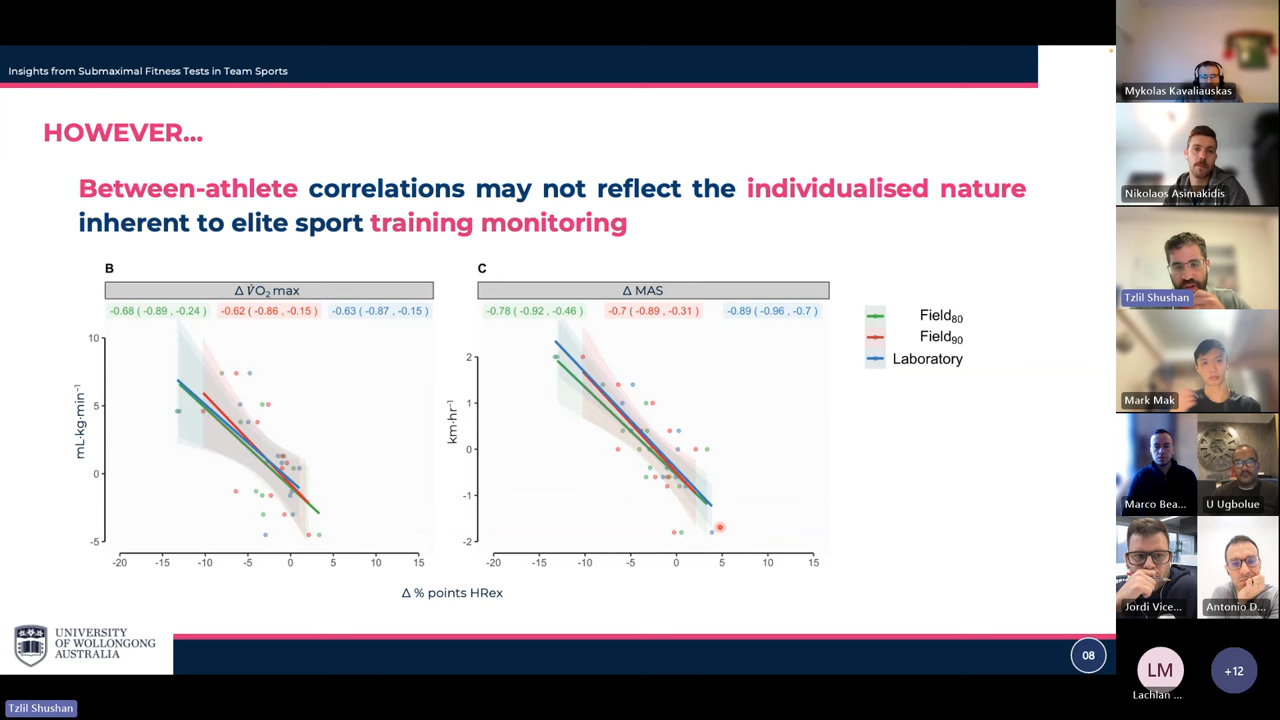 Insights from Submaximal Fitness Tests in Team Sports
HOWEVER...
Between-athlete correlations may not reflect the individualised nature
inherent to elite sport training monitoring
B
Δ V̇O₂ max
-0.68 ( -0.89 , -0.24 ) -0.62 ( -0.86 , -0.15 ) -0.63 ( -0.87 , -0.15 )
10
5
0
-5
mL·kg·min⁻¹
-20 -15 -10 -5 0 5 10 15
C
Δ MAS
-0.78 ( -0.92 , -0.46 ) -0.7 ( -0.89 , -0.31 ) -0.89 ( -0.96 , -0.7 )
2
1
0
-1
-2
km·hr⁻¹
-20 -15 -10 -5 0 5 10 15
Field₈₀
Field₉₀
Laboratory
Δ % points HRex
UNIVERSITY
OF WOLLONGONG
AUSTRALIA
08
Tzlil Shushan
Mykolas Kavaliauskas
Nikolaos Asimakidis
Tzlil Shushan
Mark Mak
Marco Bea...
U Ugbolue
Jordi Vice...
Antonio D...
LM
Lachlan ...
+12